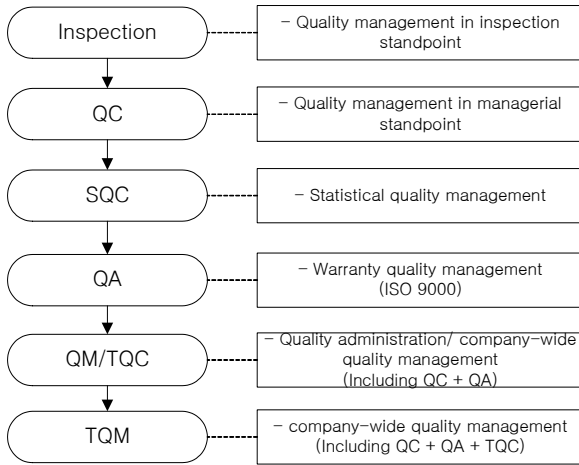 Inspection
- Quality management in inspection
standpoint
QC
- Quality management in managerial
standpoint
SQC
- Statistical quality management
QA
- Warranty quality management
(ISO 9000)
QM/TQC
- Quality administration/ company-wide
quality management
(Including QC + QA)
TQM
- company-wide quality management
(Including QC + QA + TQC)